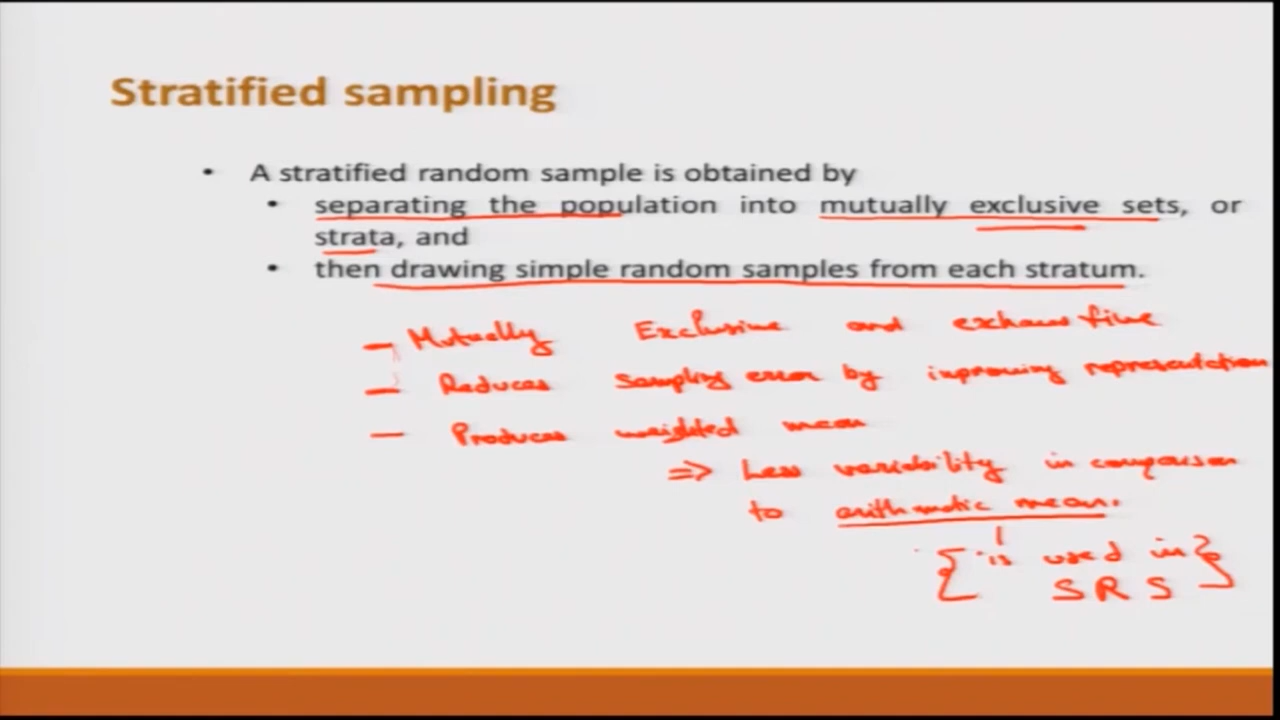 Stratified sampling
• A stratified random sample is obtained by
• separating the population into mutually exclusive sets, or
strata, and
• then drawing simple random samples from each stratum.
– Mutually Exclusive and exhaustive
– Reduces sampling error by improving representation
– Produces weighted mean
=> Less variability in comparison
to arithmetic mean.
{ is used in }
SRS